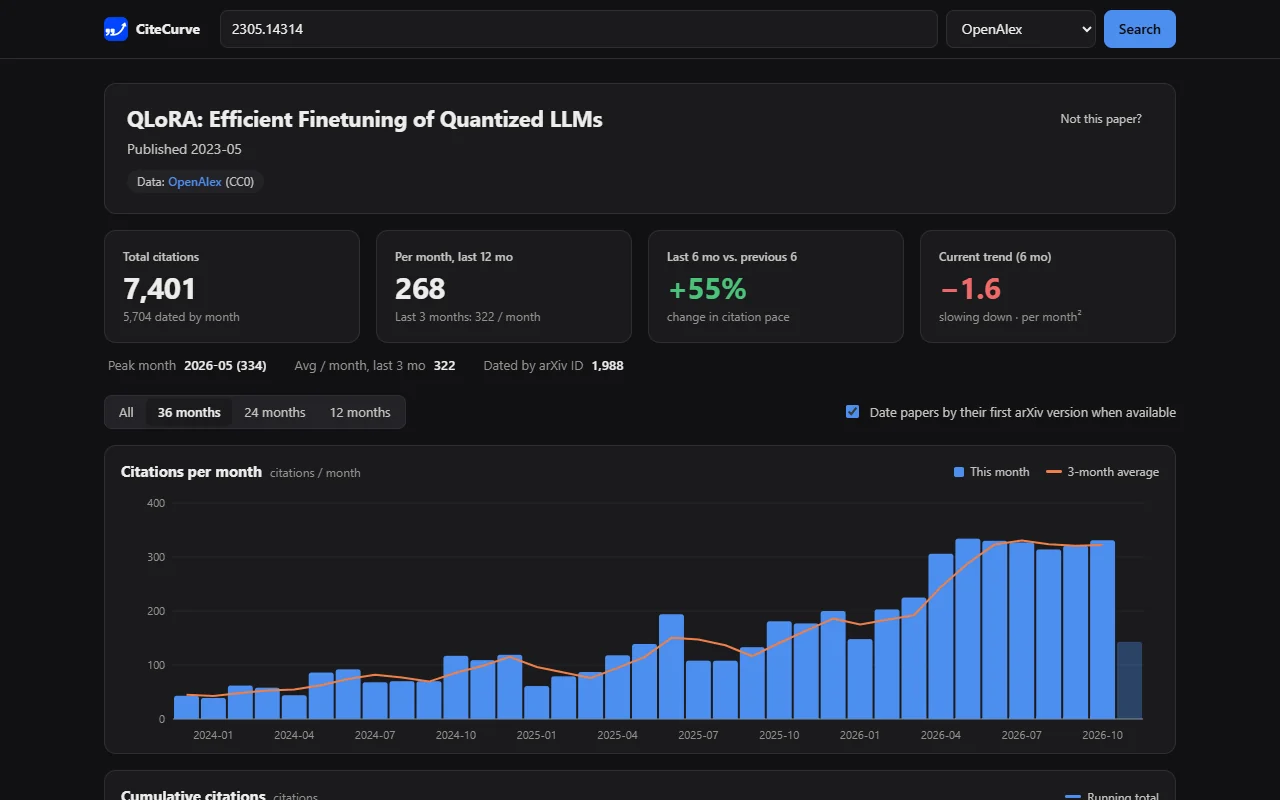 CiteCurve
2305.14314
OpenAlex
Search
QLoRA: Efficient Finetuning of Quantized LLMs
Not this paper?
Published 2023-05
Data: OpenAlex (CC0)
Total citations
7,401
5,704 dated by month
Per month, last 12 mo
268
Last 3 months: 322 / month
Last 6 mo vs. previous 6
+55%
change in citation pace
Current trend (6 mo)
−1.6
slowing down · per month²
Peak month 2026-05 (334) Avg / month, last 3 mo 322 Dated by arXiv ID 1,988
All 36 months 24 months 12 months
Date papers by their first arXiv version when available
Citations per month citations / month
This month 3-month average
400
300
200
100
0
2024-01 2024-04 2024-07 2024-10 2025-01 2025-04 2025-07 2025-10 2026-01 2026-04 2026-07 2026-10
Cumulative citations citations
Running total